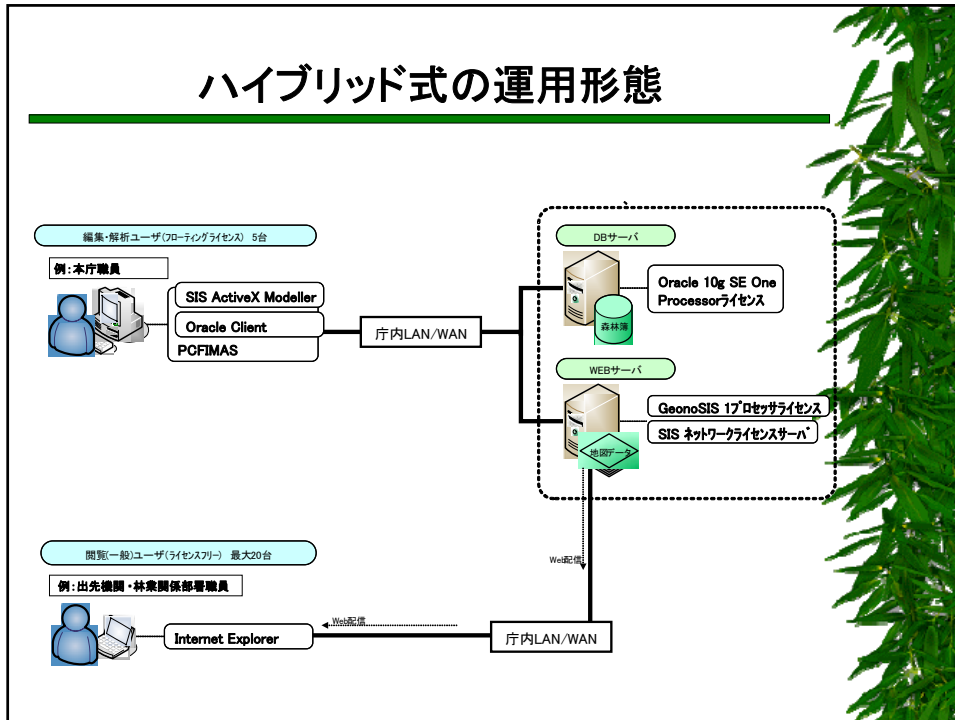 ハイブリッド式の運用形態
編集・解析ユーザ(フローティングライセンス) 5台
例:本庁職員
SIS ActiveX Modeller
Oracle Client
PCFIMAS
庁内LAN/WAN
DBサーバ
Oracle 10g SE One
Processorライセンス
森林簿
WEBサーバ
GeonoSIS 1プロセッサライセンス
SIS ネットワークライセンスサーバ
地図データ
Web配信
閲覧(一般)ユーザ(ライセンスフリー) 最大20台
例:出先機関・林業関係部署職員
Web配信
Internet Explorer
庁内LAN/WAN